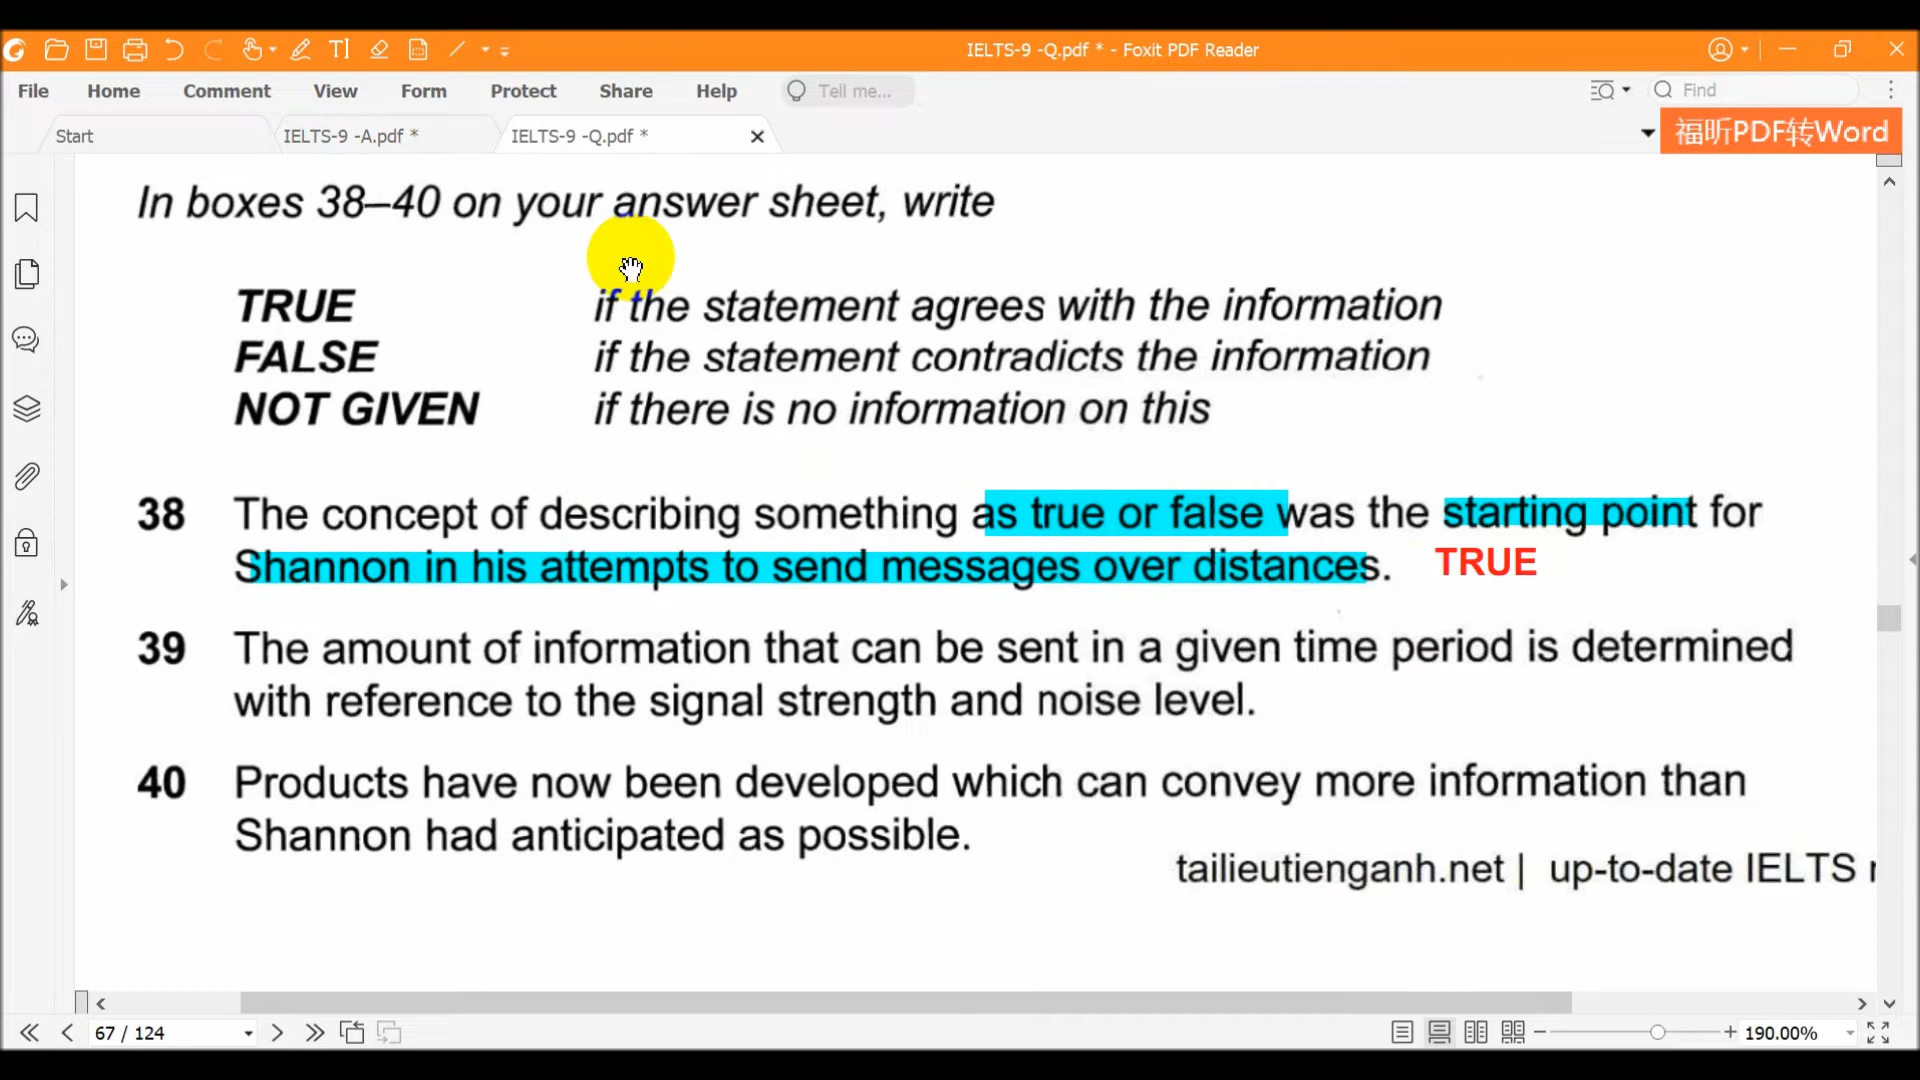 IELTS-9 -Q.pdf * - Foxit PDF Reader
File Home Comment View Form Protect Share Help Tell me... Find
Start IELTS-9 -A.pdf * IELTS-9 -Q.pdf * 福昕PDF转Word
In boxes 38–40 on your answer sheet, write
TRUE if the statement agrees with the information
FALSE if the statement contradicts the information
NOT GIVEN if there is no information on this
38 The concept of describing something as true or false was the starting point for
Shannon in his attempts to send messages over distances. TRUE
39 The amount of information that can be sent in a given time period is determined
with reference to the signal strength and noise level.
40 Products have now been developed which can convey more information than
Shannon had anticipated as possible.
tailieutienganh.net | up-to-date IELTS
67 / 124 190.00%